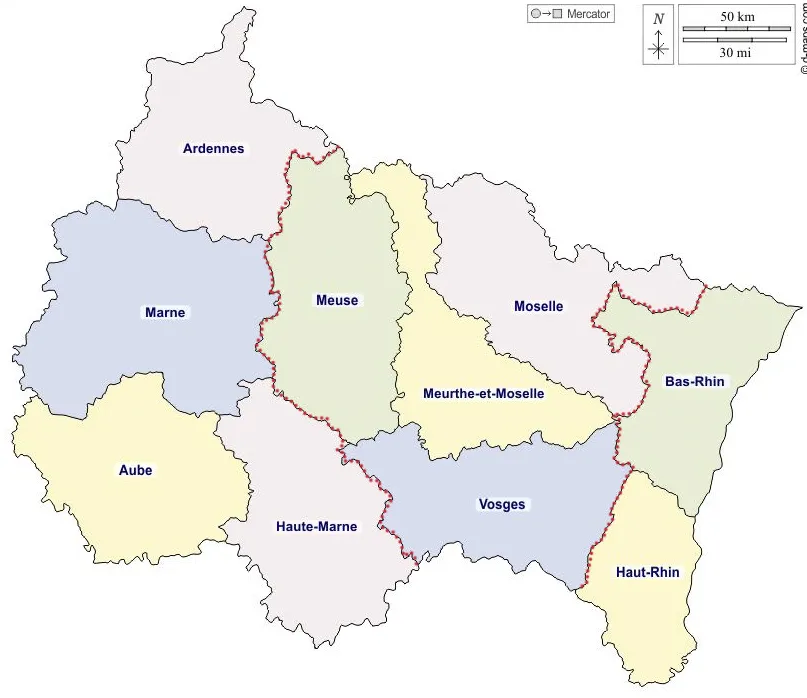 Mercator
N
50 km
30 mi
© d-maps.com
Ardennes
Marne
Meuse
Moselle
Meurthe-et-Moselle
Bas-Rhin
Aube
Haute-Marne
Vosges
Haut-Rhin